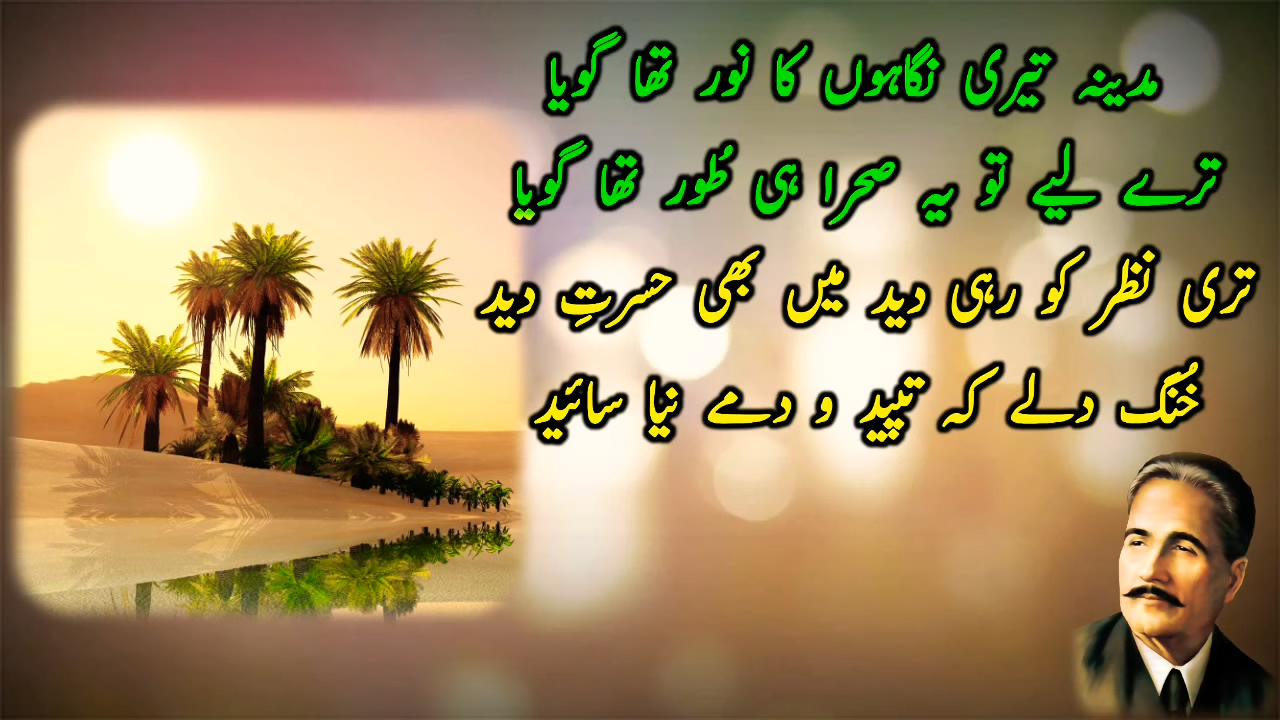 مدینہ تیری نگاہوں کا نور تھا گویا
ترے لیے تو یہ صحرا ہی طُور تھا گویا
تری نظر کو رہی دید میں بھی حسرتِ دید
خُنگ دلے کہ تپید و دمے نیا سائید